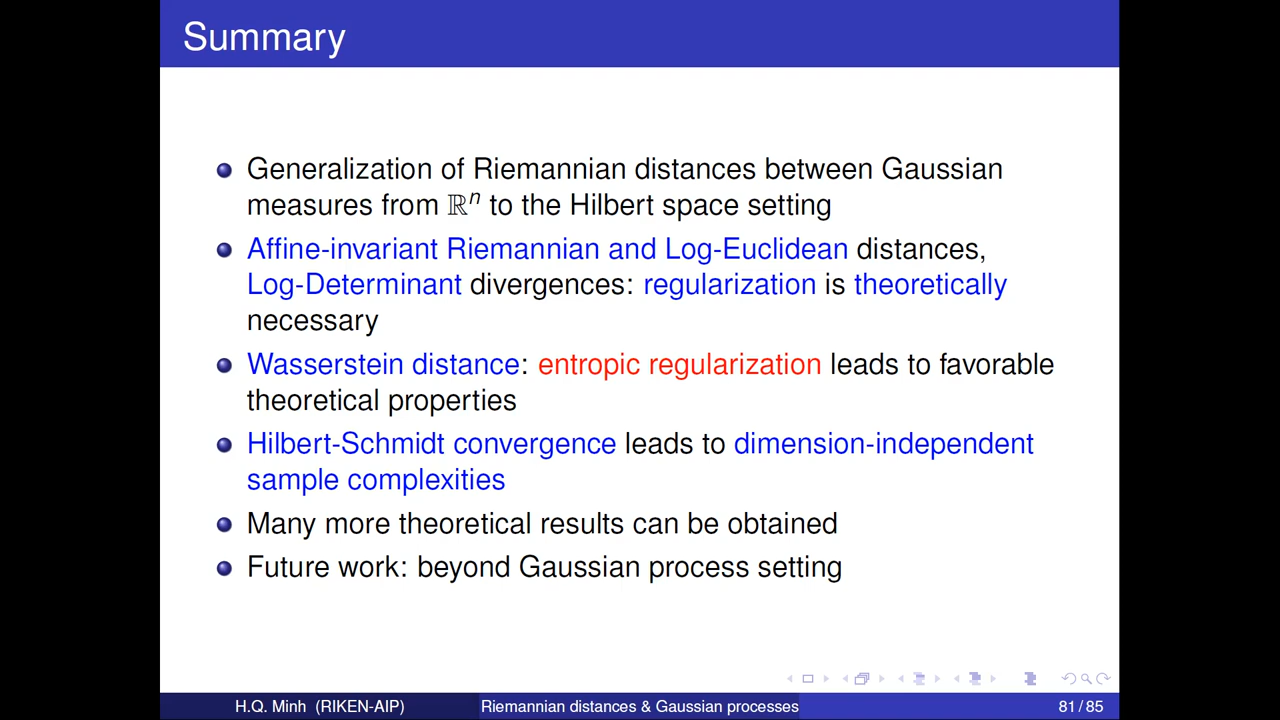 Summary
Generalization of Riemannian distances between Gaussian
measures from ℝⁿ to the Hilbert space setting
Affine-invariant Riemannian and Log-Euclidean distances,
Log-Determinant divergences: regularization is theoretically
necessary
Wasserstein distance: entropic regularization leads to favorable
theoretical properties
Hilbert-Schmidt convergence leads to dimension-independent
sample complexities
Many more theoretical results can be obtained
Future work: beyond Gaussian process setting
H.Q. Minh (RIKEN-AIP) Riemannian distances & Gaussian processes 81 / 85